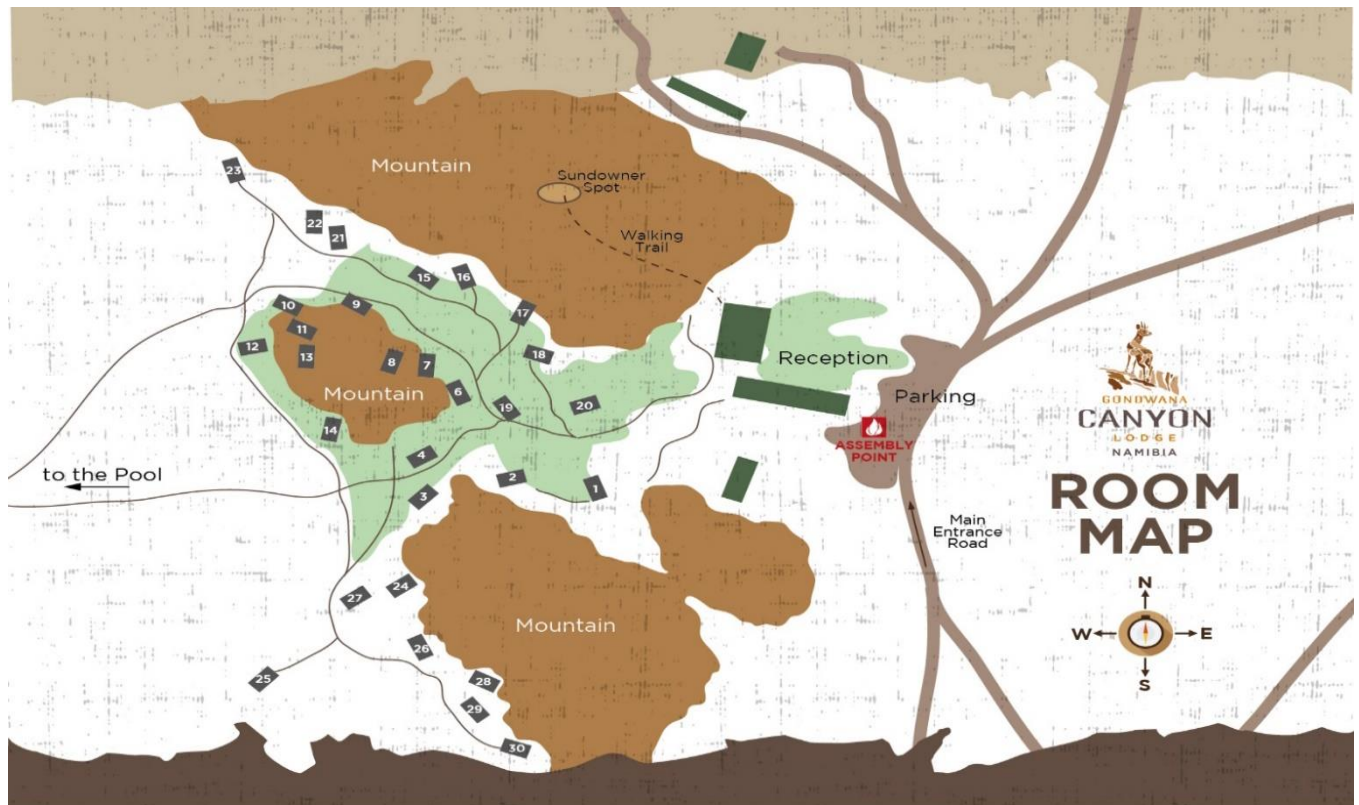 Mountain
Sundowner
Spot
Walking
Trail
23
22
21
15
16
17
10
9
11
12
13
8
7
18
Mountain
6
19
20
14
4
2
1
3
Reception
Parking
ASSEMBLY
POINT
to the Pool
Main
Entrance
Road
24
27
26
Mountain
25
28
29
30
GONDWANA
CANYON
LODGE
NAMIBIA
ROOM
MAP
N
W
E
S